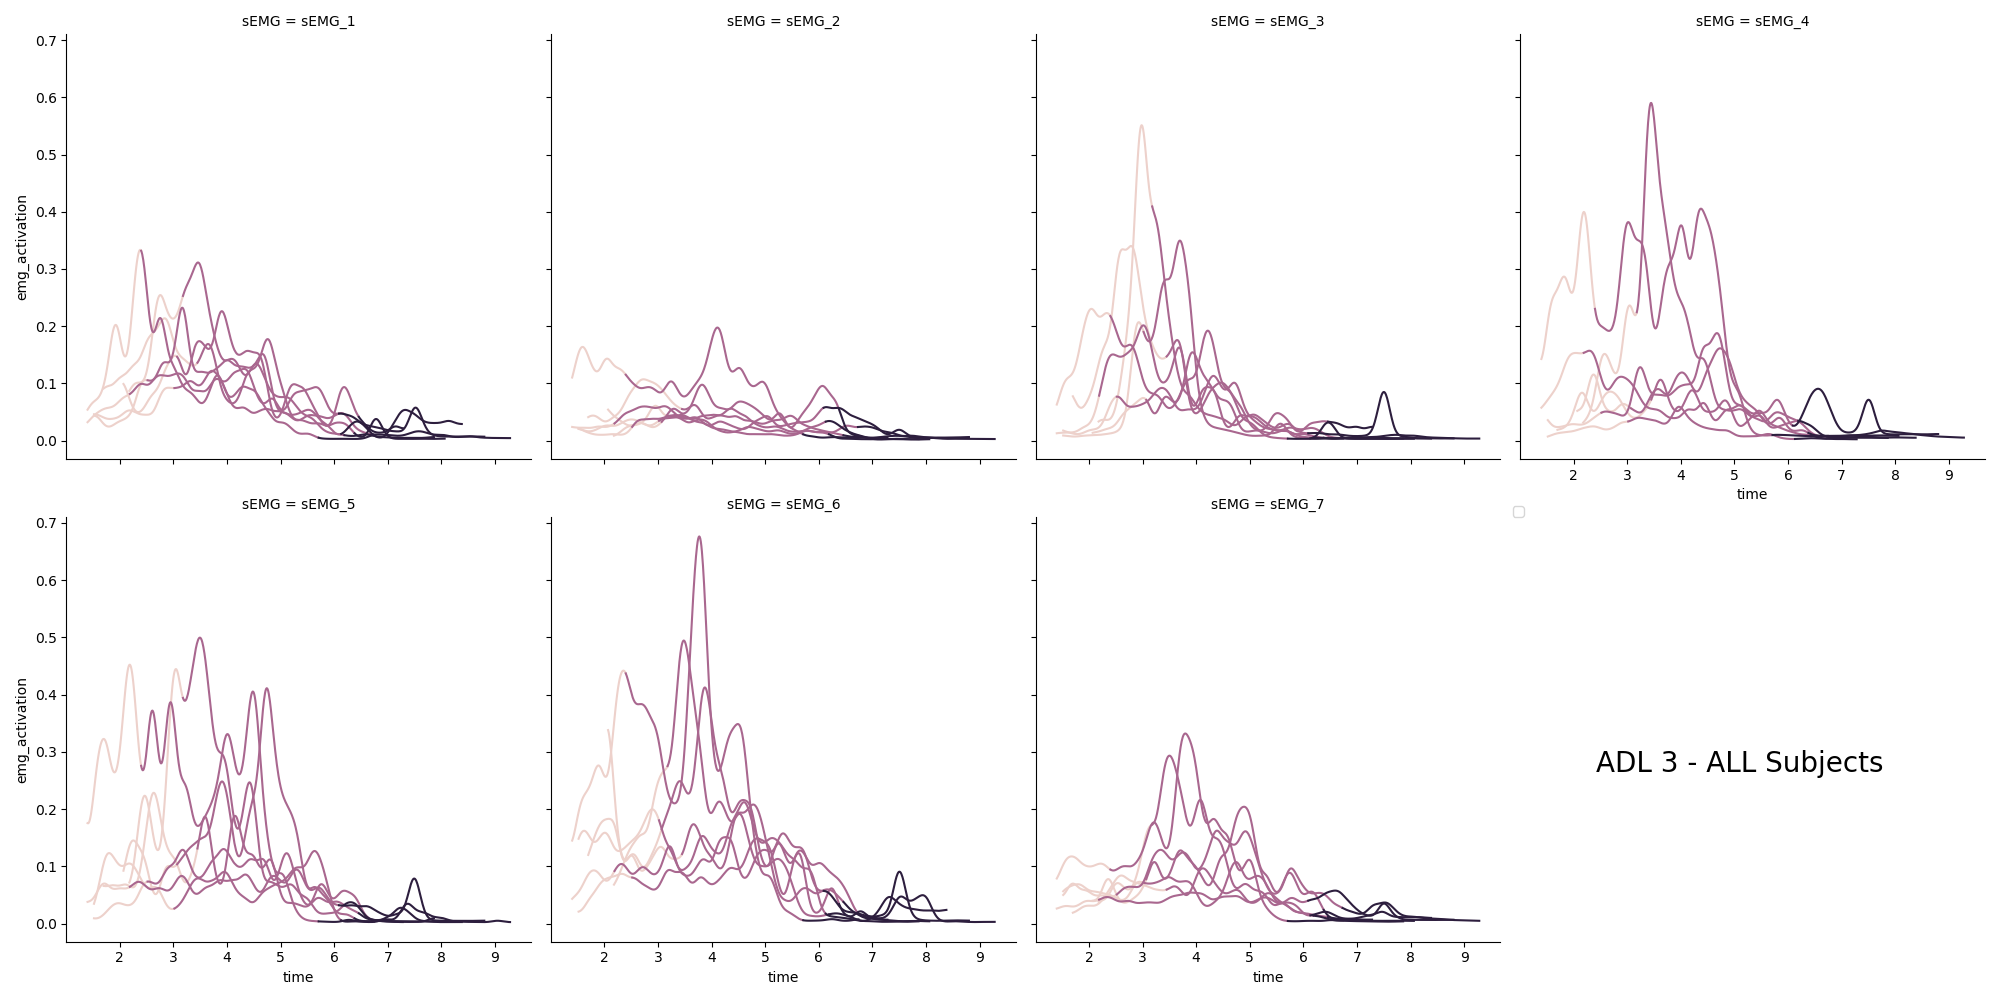 sEMG = sEMG_1
sEMG = sEMG_2
sEMG = sEMG_3
sEMG = sEMG_4
0.7
0.6
0.5
0.4
0.3
0.2
0.1
0.0
emg_activation
2 3 4 5 6 7 8 9
time
sEMG = sEMG_5
sEMG = sEMG_6
sEMG = sEMG_7
0.7
0.6
0.5
0.4
0.3
0.2
0.1
0.0
emg_activation
2 3 4 5 6 7 8 9
time
2 3 4 5 6 7 8 9
time
2 3 4 5 6 7 8 9
time
ADL 3 - ALL Subjects